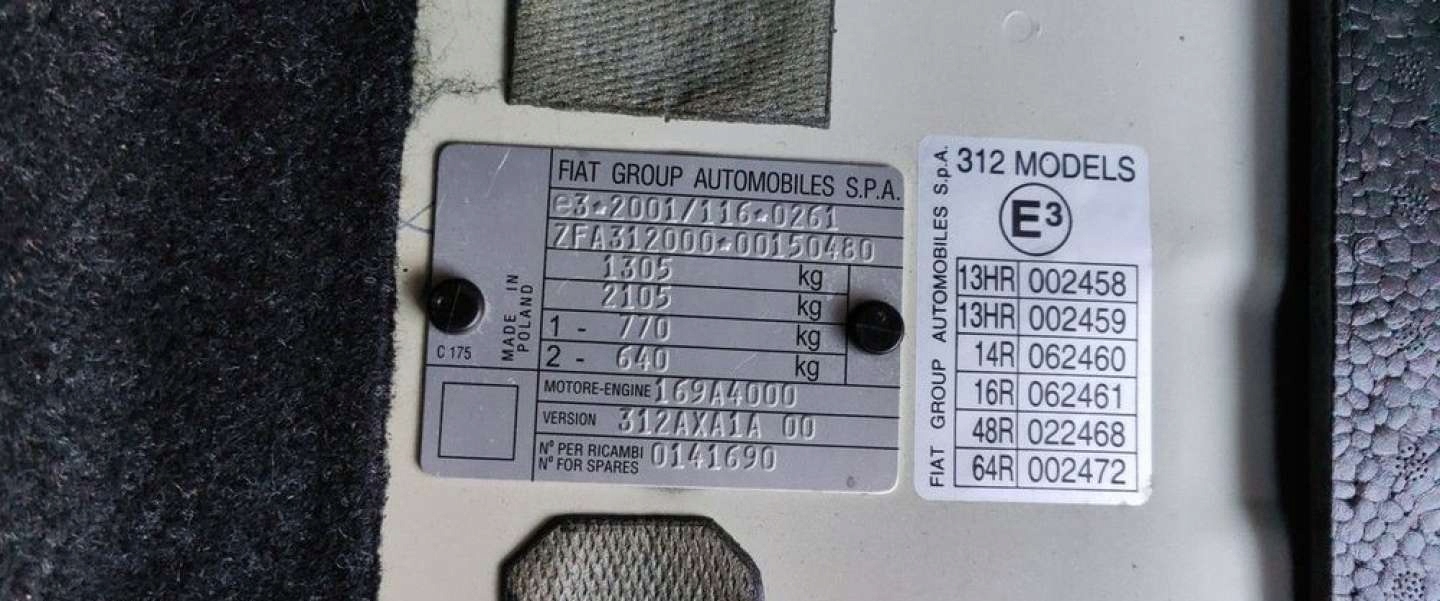 FIAT GROUP AUTOMOBILES S.P.A.
e3*2001/116*0261
ZFA312000*00150480
1305 kg
2105 kg
1 - 770 kg
2 - 640 kg
MADE IN
POLAND
C 175
MOTORE-ENGINE 169A4000
VERSION 312AXA1A 00
N° PER RICAMBI
N° FOR SPARES 0141690
FIAT GROUP AUTOMOBILES S.p.A.
312 MODELS
E3
13HR 002458
13HR 002459
14R 062460
16R 062461
48R 022468
64R 002472